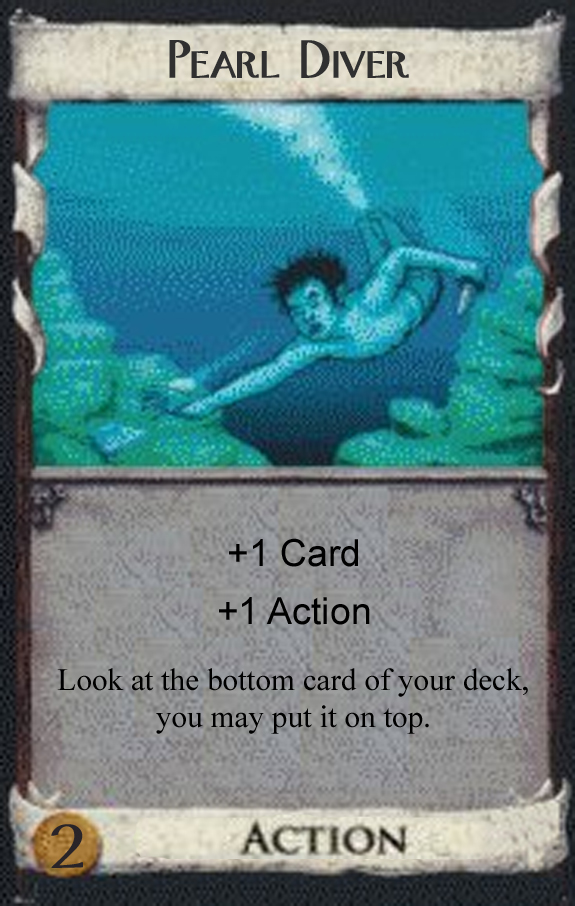 PEARL DIVER
+1 Card
+1 Action
Look at the bottom card of your deck,
you may put it on top.
2
ACTION